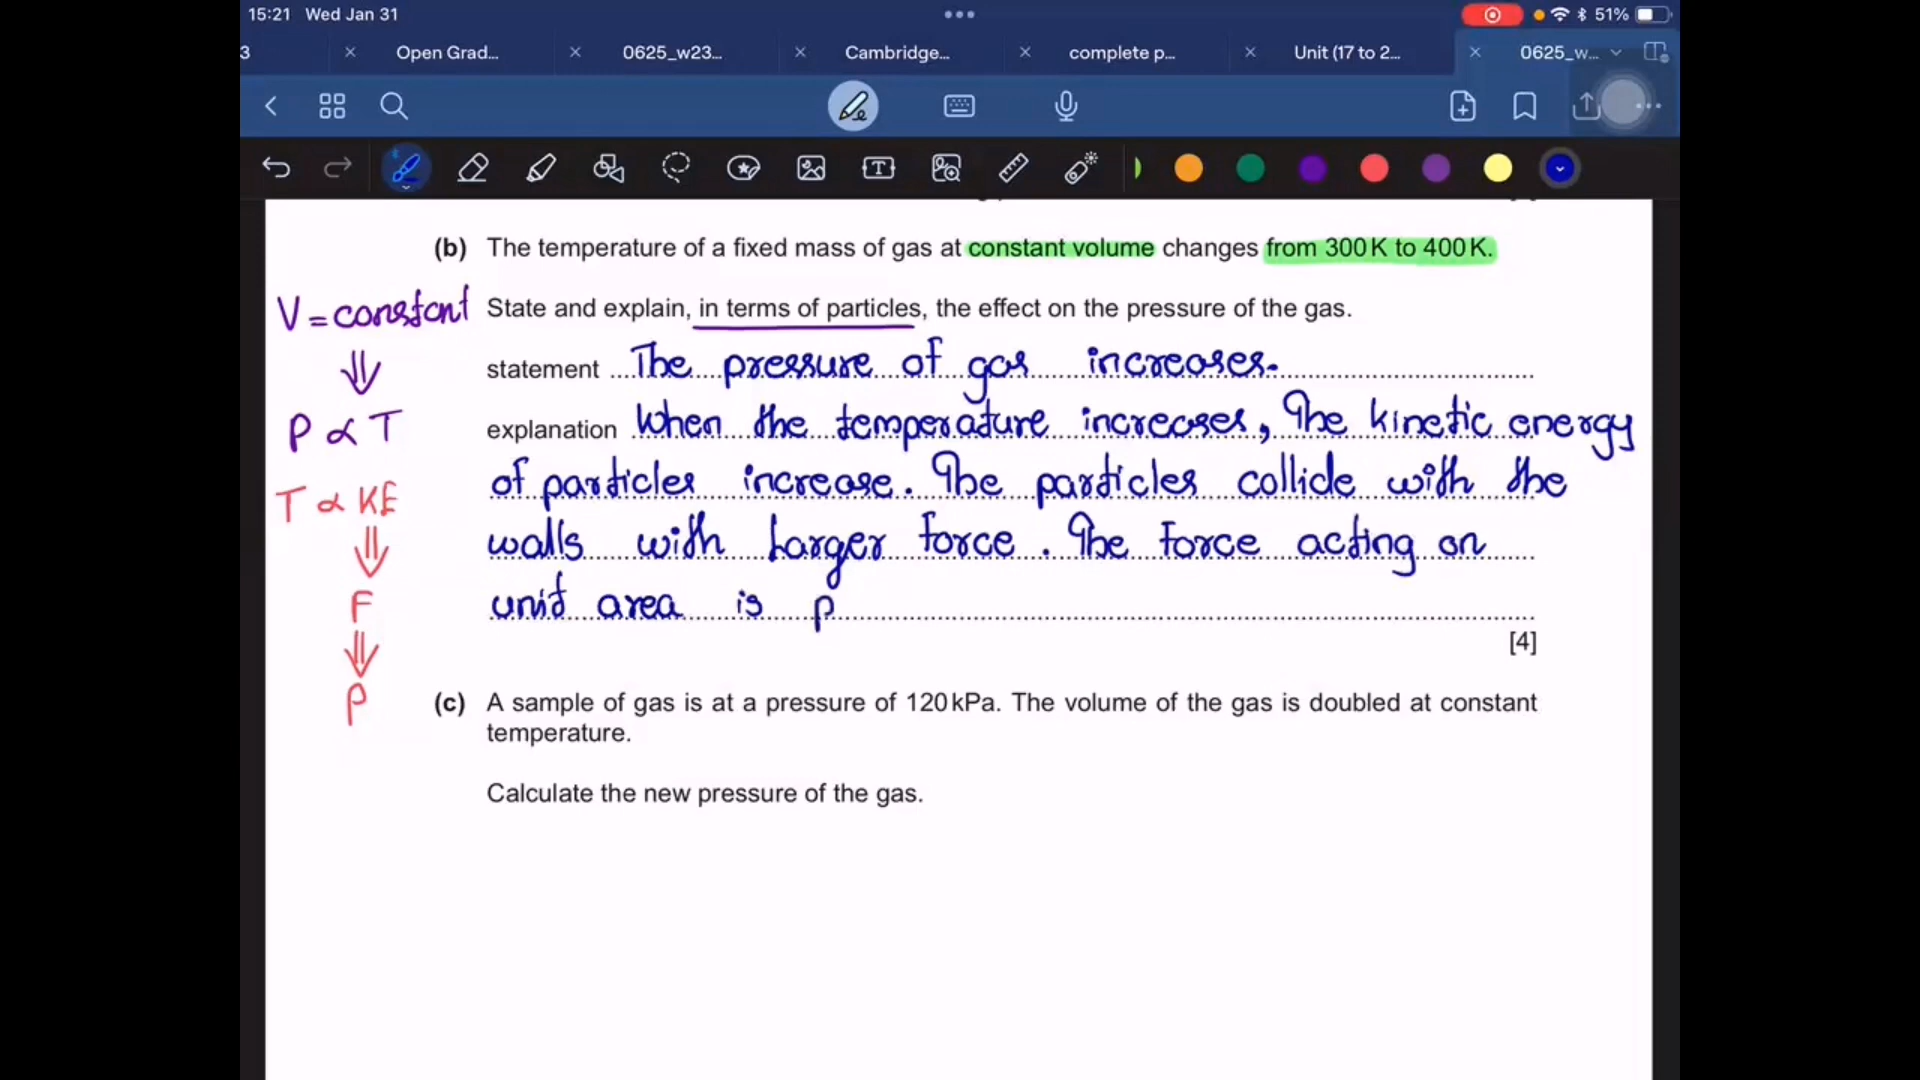 15:21 Wed Jan 31
51%
3
Open Grad...
0625_w23...
Cambridge...
complete p...
Unit (17 to 2...
0625_w...
(b) The temperature of a fixed mass of gas at constant volume changes from 300 K to 400 K.
V = constant
State and explain, in terms of particles, the effect on the pressure of the gas.
⇓
statement The pressure of gas increases.
P ∝ T
explanation When the temperature increases, The kinetic energy
T ∝ KE
of particles increase. The particles collide with the
⇓
walls with Larger force. The Force acting on
F
unit area is p
⇓
[4]
P
(c) A sample of gas is at a pressure of 120 kPa. The volume of the gas is doubled at constant
temperature.
Calculate the new pressure of the gas.